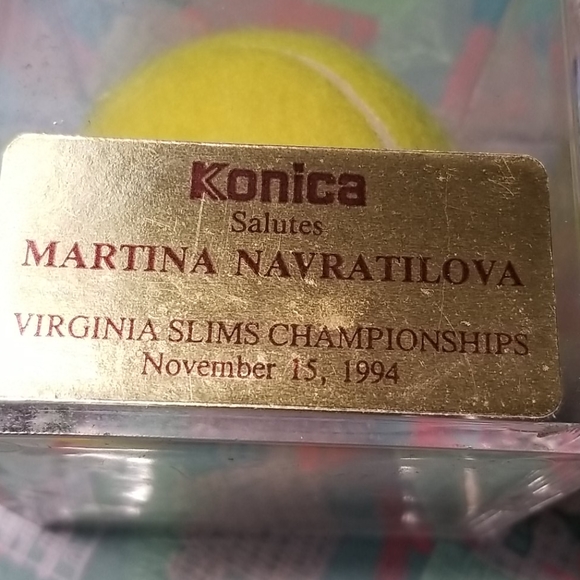 Konica
Salutes
MARTINA NAVRATILOVA
VIRGINIA SLIMS CHAMPIONSHIPS
November 15, 1994